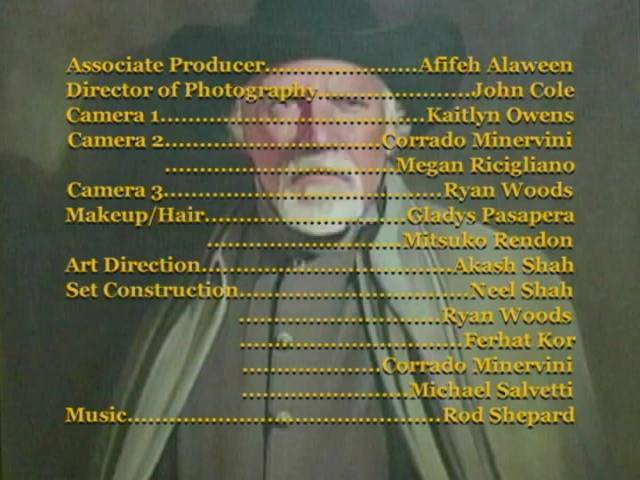 Associate Producer......................Afifeh Alaween
Director of Photography......................John Cole
Camera 1......................................Kaitlyn Owens
Camera 2...............................Corrado Minervini
.................................Megan Ricigliano
Camera 3........................................Ryan Woods
Makeup/Hair.............................Gladys Pasapera
............................Mitsuko Rendon
Art Direction....................................Akash Shah
Set Construction.................................Neel Shah
.............................Ryan Woods
................................Ferhat Kor
....................Corrado Minervini
........................Michael Salvetti
Music.............................................Rod Shepard